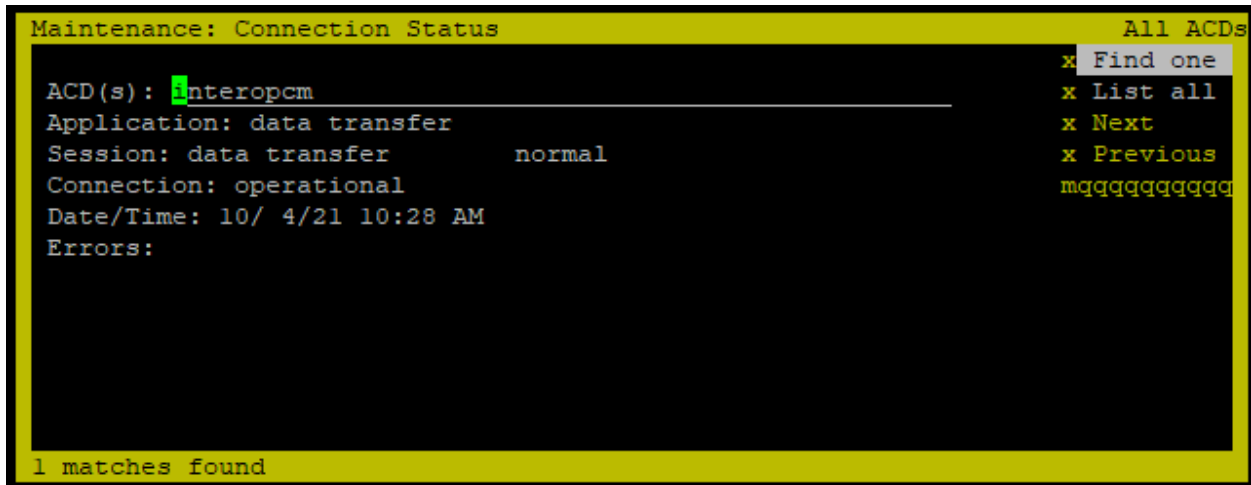 Maintenance: Connection Status All ACDs
x Find one
ACD(s): interopcm x List all
Application: data transfer x Next
Session: data transfer normal x Previous
Connection: operational mqqqqqqqqqq
Date/Time: 10/ 4/21 10:28 AM
Errors:
1 matches found